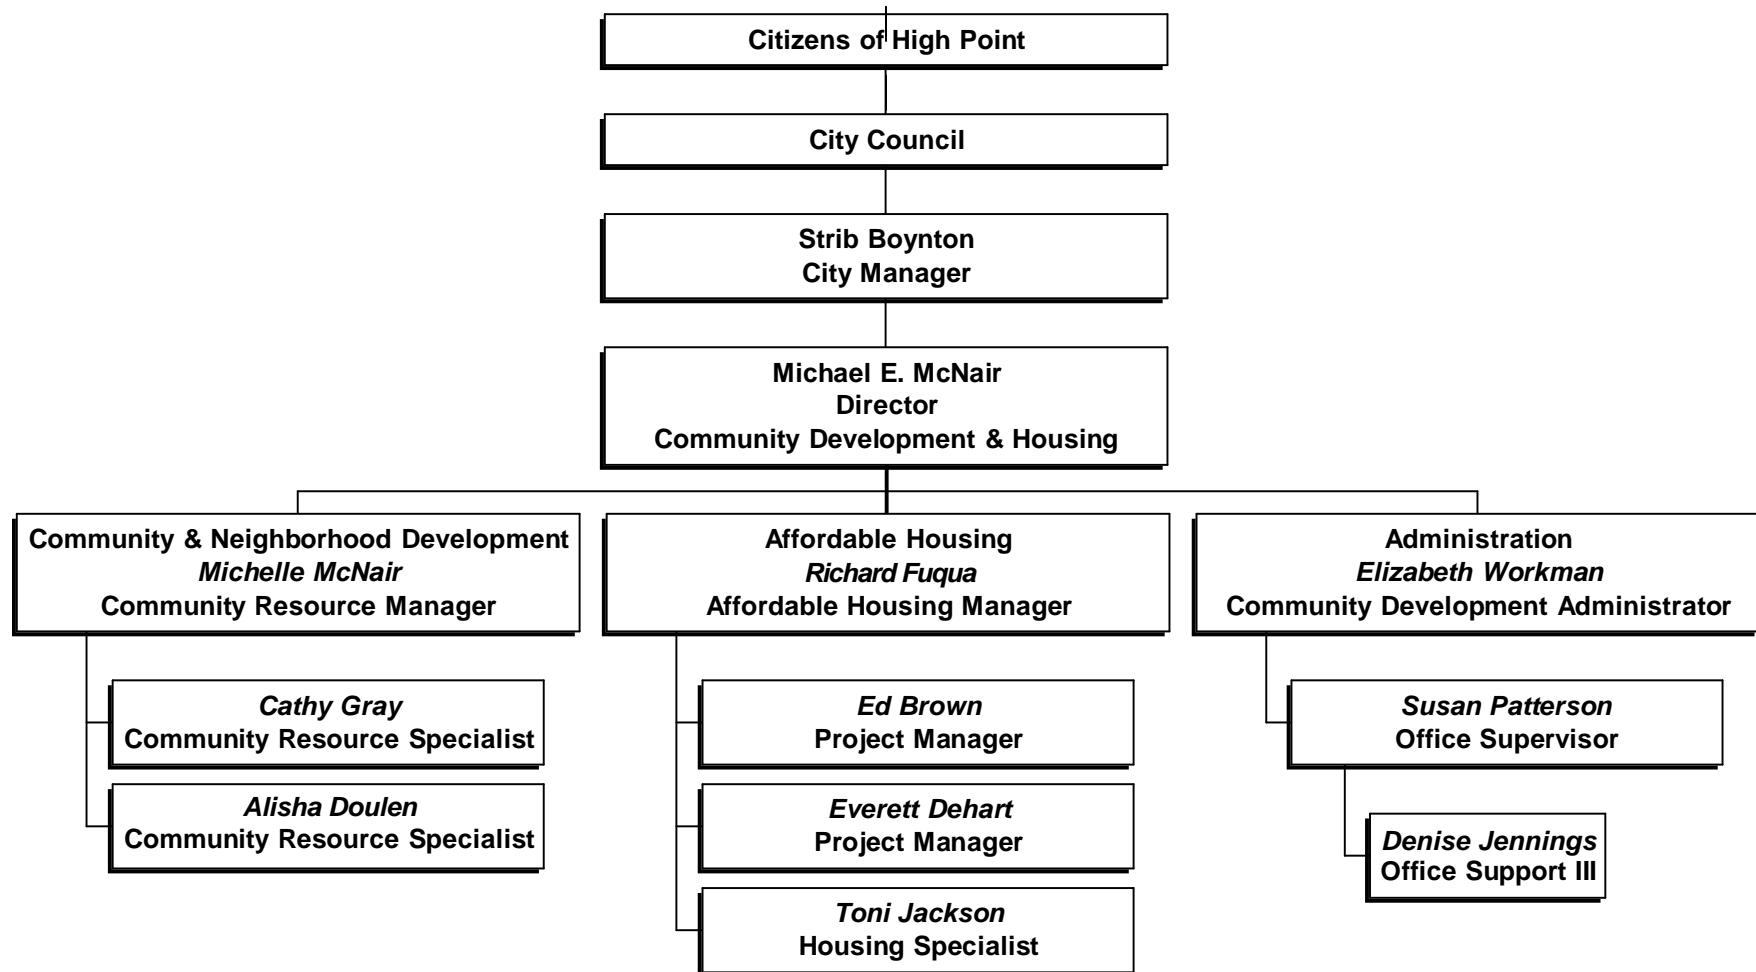 Citizens of High Point
City Council
Strib Boynton
City Manager
Michael E. McNair
Director
Community Development & Housing
Community & Neighborhood Development
Michelle McNair
Community Resource Manager
Cathy Gray
Community Resource Specialist
Alisha Doulen
Community Resource Specialist
Affordable Housing
Richard Fuqua
Affordable Housing Manager
Ed Brown
Project Manager
Everett Dehart
Project Manager
Toni Jackson
Housing Specialist
Administration
Elizabeth Workman
Community Development Administrator
Susan Patterson
Office Supervisor
Denise Jennings
Office Support III